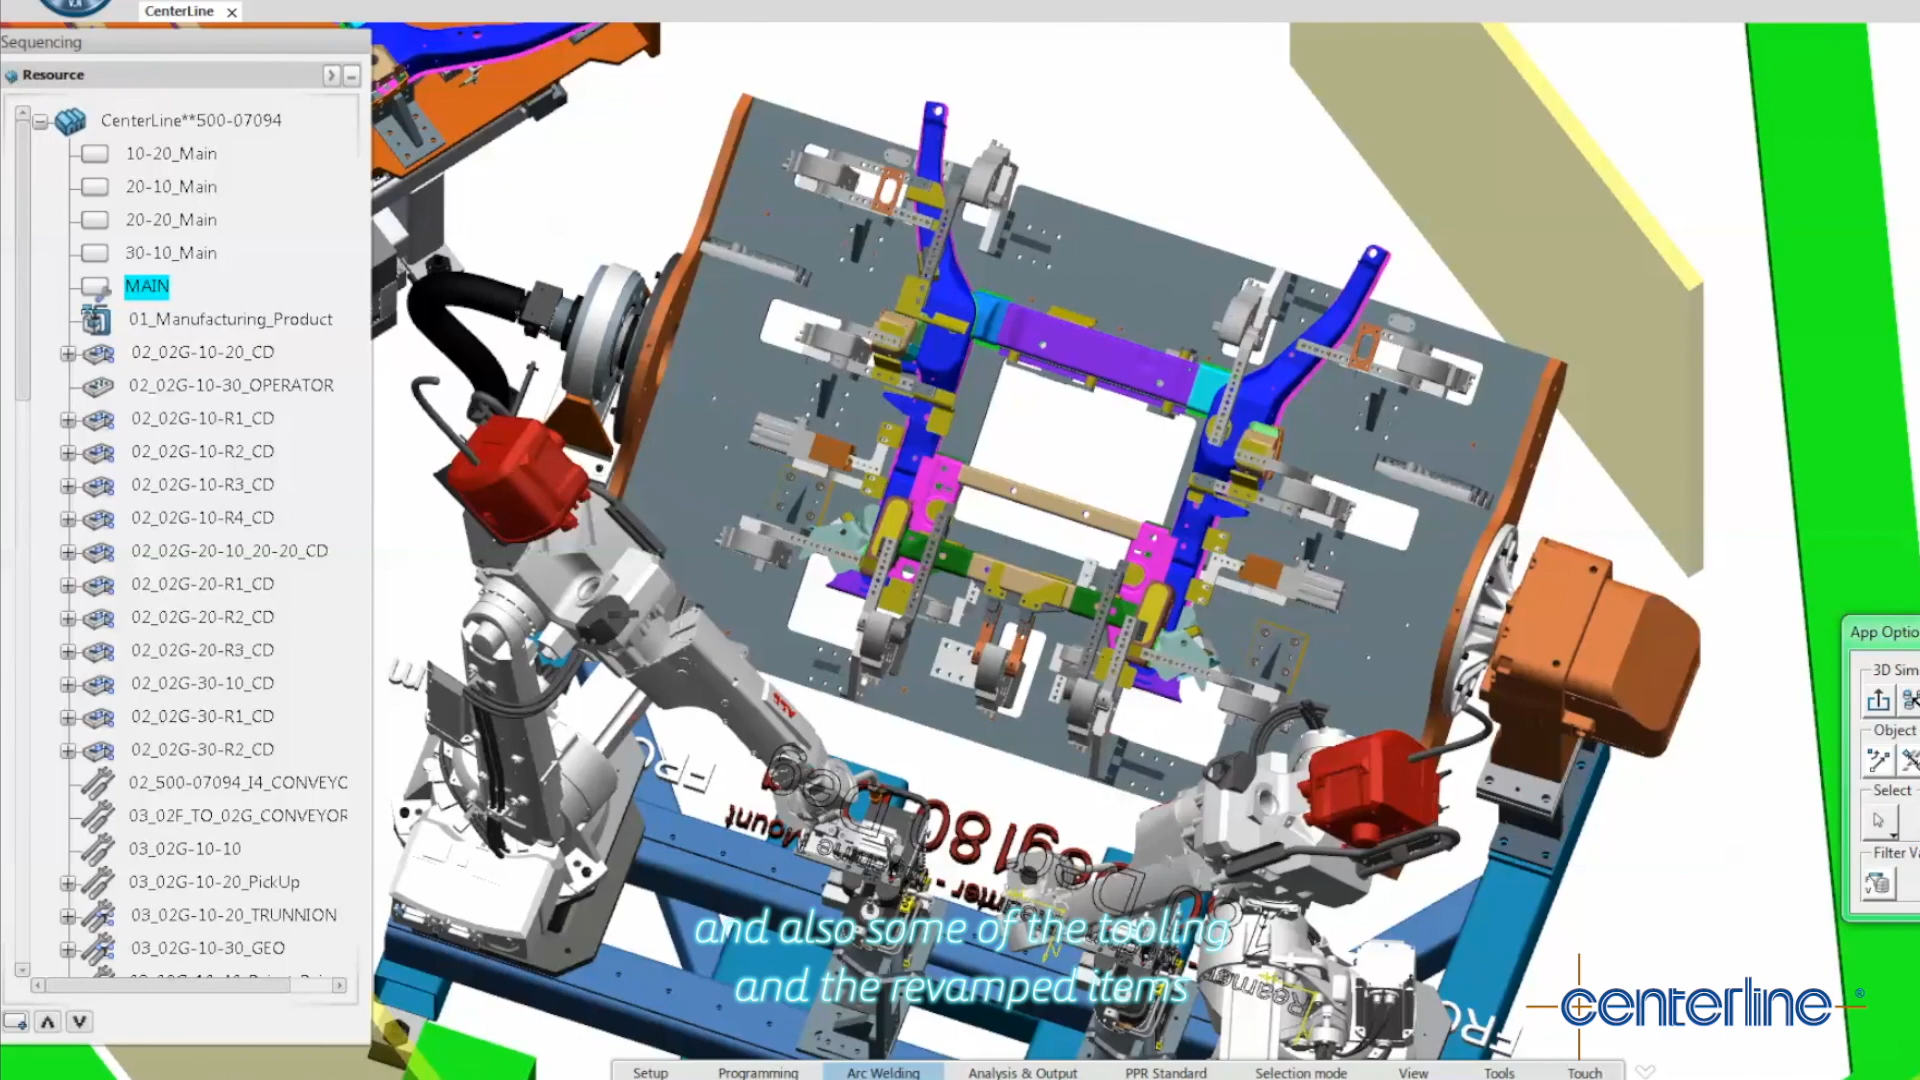 V.R
CenterLine
Sequencing
Resource
CenterLine**500-07094
10-20_Main
20-10_Main
20-20_Main
30-10_Main
MAIN
01_Manufacturing_Product
02_02G-10-20_CD
02_02G-10-30_OPERATOR
02_02G-10-R1_CD
02_02G-10-R2_CD
02_02G-10-R3_CD
02_02G-10-R4_CD
02_02G-20-10_20-20_CD
02_02G-20-R1_CD
02_02G-20-R2_CD
02_02G-20-R3_CD
02_02G-30-10_CD
02_02G-30-R1_CD
02_02G-30-R2_CD
02_500-07094_I4_CONVEYC
03_02F_TO_02G_CONVEYOR
03_02G-10-10
03_02G-10-20_PickUp
03_02G-10-20_TRUNNION
03_02G-10-30_GEO
ABB
Mount
Reamer
App Optio
3D Sim
Object
Select
Filter Va
and also some of the tooling
and the revamped items
centerline®
Setup
Programming
Arc Welding
Analysis & Output
PPR Standard
Selection mode
View
Tools
Touch